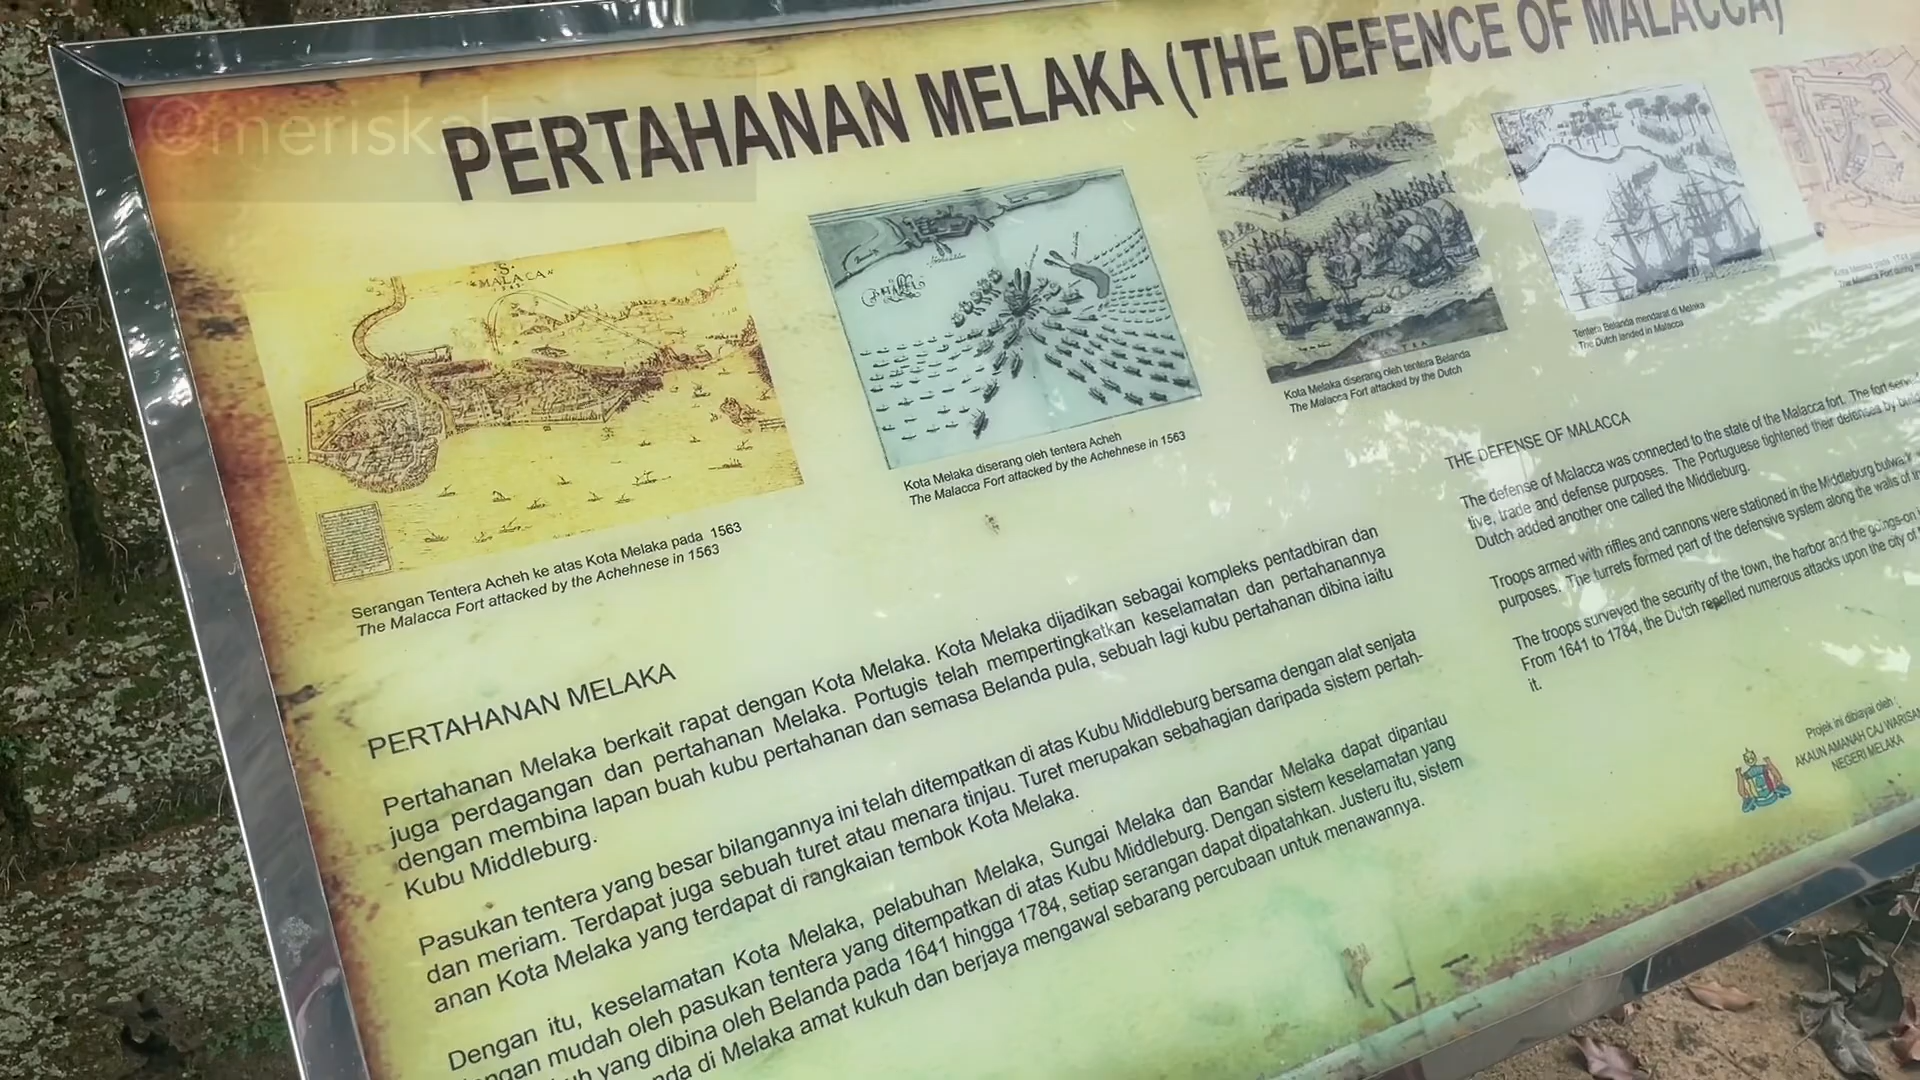 @meriska
PERTAHANAN MELAKA (THE DEFENCE OF MALACCA)
S. MALACA
Serangan Tentera Acheh ke atas Kota Melaka pada 1563
The Malacca Fort attacked by the Achehnese in 1563
Kota Melaka diserang oleh tentera Acheh
The Malacca Fort attacked by the Achehnese in 1563
Kota Melaka diserang oleh tentera Belanda
The Malacca Fort attacked by the Dutch
Tentera Belanda mendarat di Melaka
The Dutch landed in Malacca
PERTAHANAN MELAKA
Pertahanan Melaka berkait rapat dengan Kota Melaka. Kota Melaka dijadikan sebagai kompleks pentadbiran dan
juga perdagangan dan pertahanan Melaka. Portugis telah mempertingkatkan keselamatan dan pertahanannya
dengan membina lapan buah kubu pertahanan dan semasa Belanda pula, sebuah lagi kubu pertahanan dibina iaitu
Kubu Middleburg.
Pasukan tentera yang besar bilangannya ini telah ditempatkan di atas Kubu Middleburg bersama dengan alat senjata
dan meriam. Terdapat juga sebuah turet atau menara tinjau. Turet merupakan sebahagian daripada sistem pertah-
anan Kota Melaka yang terdapat di rangkaian tembok Kota Melaka.
Dengan itu, keselamatan Kota Melaka, pelabuhan Melaka, Sungai Melaka dan Bandar Melaka dapat dipantau
dengan mudah oleh pasukan tentera yang ditempatkan di atas Kubu Middleburg. Dengan sistem keselamatan yang
yang dibina oleh Belanda pada 1641 hingga 1784, setiap serangan dapat dipatahkan. Justeru itu, sistem
di Melaka amat kukuh dan berjaya mengawal sebarang percubaan untuk menawannya.
THE DEFENSE OF MALACCA
The defense of Malacca was connected to the state of the Malacca fort. The fort
tive, trade and defense purposes. The Portuguese tightened their defenses by
Dutch added another one called the Middleburg.
Troops armed with riffles and cannons were stationed in the Middleburg bulwark
purposes. The turrets formed part of the defensive system along the walls of
The troops surveyed the security of the town, the harbor and the goings-on
From 1641 to 1784, the Dutch repelled numerous attacks upon the city of
it.
Projek ini dibiayai oleh :
AKAUN AMANAH CAJ WARISAN
NEGERI MELAKA